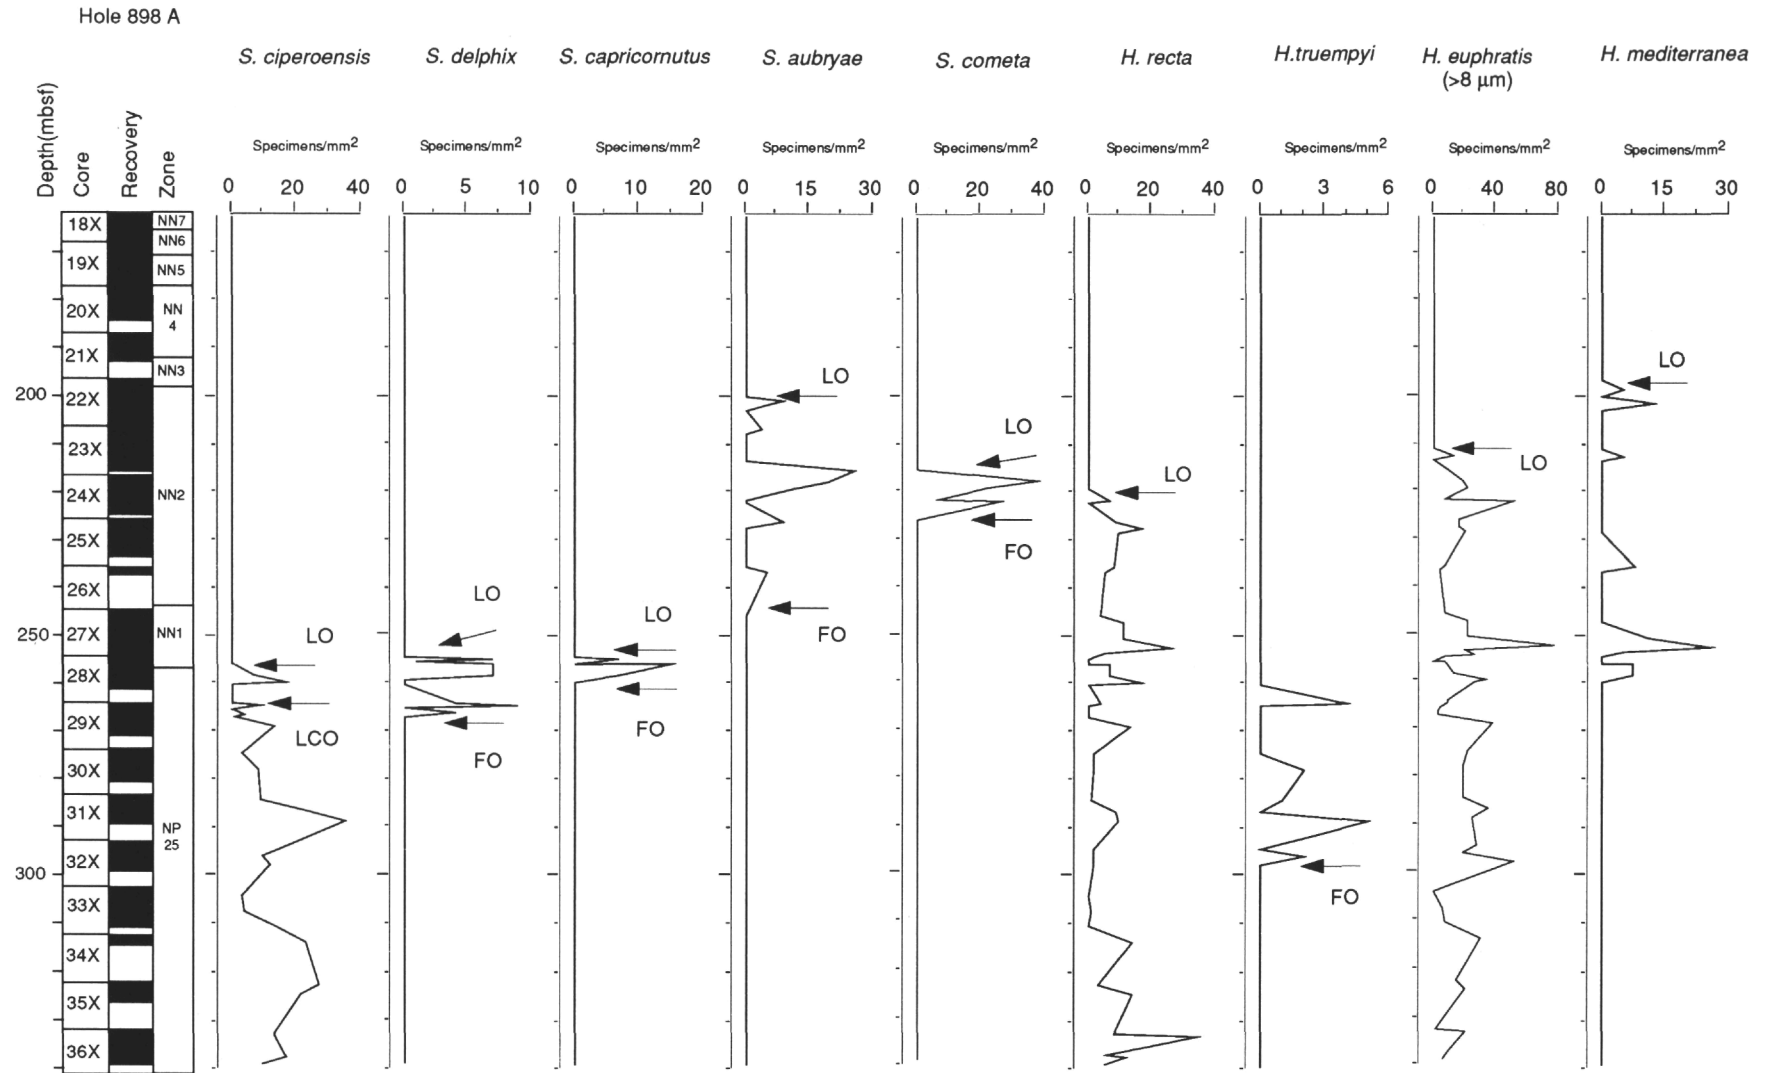 Hole 898 A
S. ciperoensis S. delphix S. capricornutus S. aubryae S. cometa H. recta H.truempyi H. euphratis H. mediterranea
(>8 µm)
Depth(mbsf) Core Recovery Zone
Specimens/mm2 Specimens/mm2 Specimens/mm2 Specimens/mm2 Specimens/mm2 Specimens/mm2 Specimens/mm2 Specimens/mm2 Specimens/mm2
0 20 40 0 5 10 0 10 20 0 15 30 0 20 40 0 20 40 0 3 6 0 40 80 0 15 30
18X NN7
NN6
19X NN5
20X NN
4
21X LO
NN3 LO
200 22X
LO
23X LO
LO
24X NN2
25X
FO
26X LO
LO
27X NN1 LO FO
250
28X
29X FO
LCO
30X FO
31X
NP
25
32X
300
33X FO
34X
35X
36X